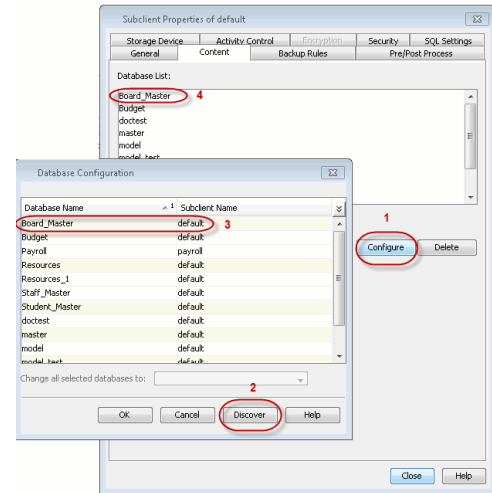 Subclient Properties of default
Storage Device Activity Control Encryption Security SQL Settings
General Content Backup Rules Pre/Post Process
Database List:
Board_Master 4
Budget
doctest
master
model
model_test
Database Configuration
Database Name 1 Subclient Name
Board_Master default 3
Budget default
Payroll payroll
Resources default
Resources_1 default
Staff_Master default
Student_Master default
doctest default
master default
model default
model_test default
Change all selected databases to:
2
OK Cancel Discover Help
1
Configure Delete
Close Help